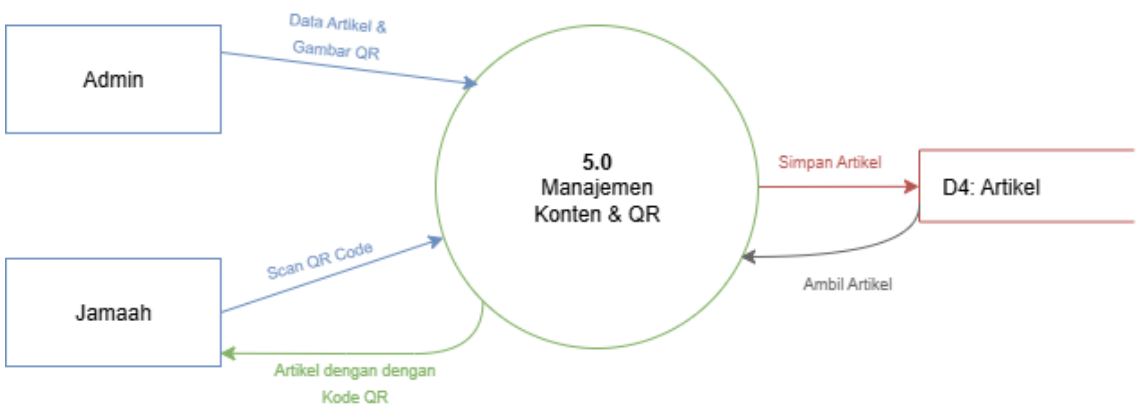 Data Artikel &
Gambar QR
Admin
5.0
Manajemen
Konten & QR
Simpan Artikel
D4: Artikel
Scan QR Code
Ambil Artikel
Jamaah
Artikel dengan dengan
Kode QR